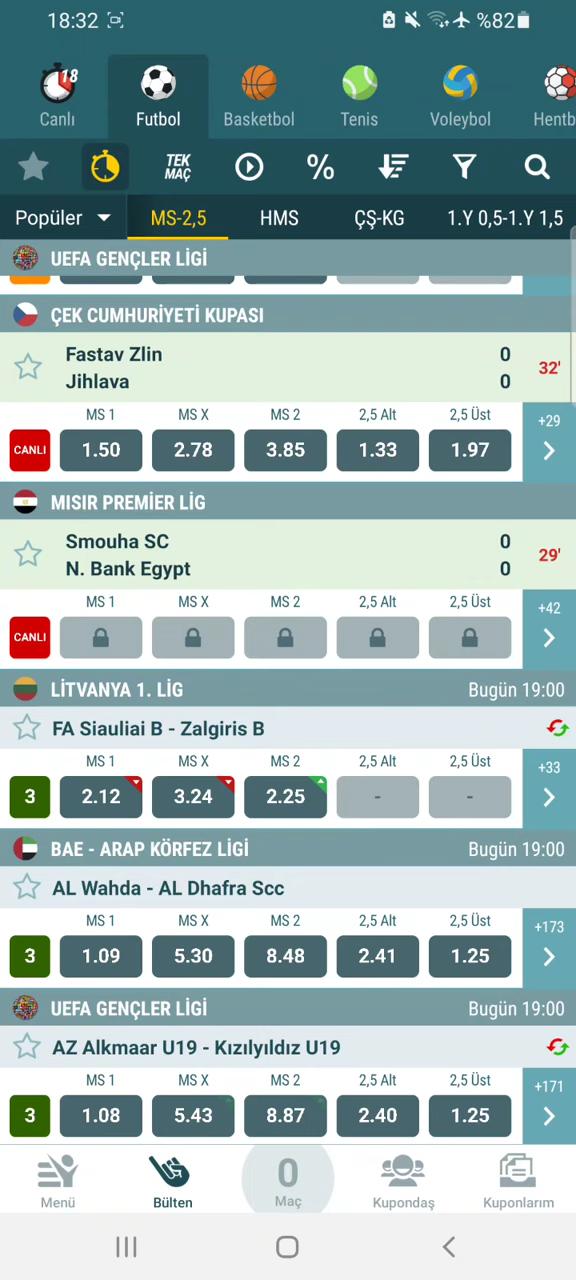 18:32 %82
18
Canlı Futbol Basketbol Tenis Voleybol Hentb
TEK MAÇ %
Popüler MS-2,5 HMS ÇŞ-KG 1.Y 0,5-1.Y 1,5
UEFA GENÇLER LİGİ
ÇEK CUMHURİYETİ KUPASI
Fastav Zlin 0
Jihlava 0
32'
MS 1 MS X MS 2 2,5 Alt 2,5 Üst +29
CANLI 1.50 2.78 3.85 1.33 1.97
MISIR PREMİER LİG
Smouha SC 0
N. Bank Egypt 0
29'
MS 1 MS X MS 2 2,5 Alt 2,5 Üst +42
CANLI
LİTVANYA 1. LİG Bugün 19:00
FA Siauliai B - Zalgiris B
MS 1 MS X MS 2 2,5 Alt 2,5 Üst +33
3 2.12 3.24 2.25 - -
BAE - ARAP KÖRFEZ LİGİ Bugün 19:00
AL Wahda - AL Dhafra Scc
MS 1 MS X MS 2 2,5 Alt 2,5 Üst +173
3 1.09 5.30 8.48 2.41 1.25
UEFA GENÇLER LİGİ Bugün 19:00
AZ Alkmaar U19 - Kızılyıldız U19
MS 1 MS X MS 2 2,5 Alt 2,5 Üst +171
3 1.08 5.43 8.87 2.40 1.25
0
Menü Bülten Maç Kupondaş Kuponlarım